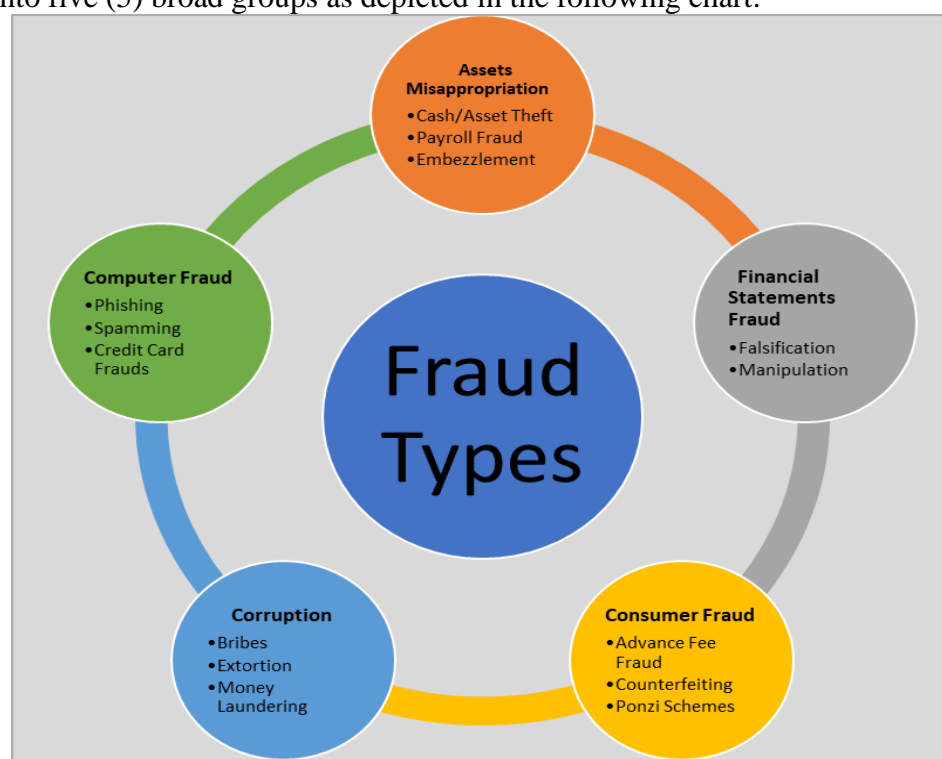 into five (5) broad groups as depicted in the following chart.
Assets
Misappropriation
•Cash/Asset Theft
•Payroll Fraud
•Embezzlement
Financial
Statements
Fraud
•Falsification
•Manipulation
Consumer Fraud
•Advance Fee
Fraud
•Counterfeiting
•Ponzi Schemes
Corruption
•Bribes
•Extortion
•Money
Laundering
Computer Fraud
•Phishing
•Spamming
•Credit Card
Frauds
Fraud
Types